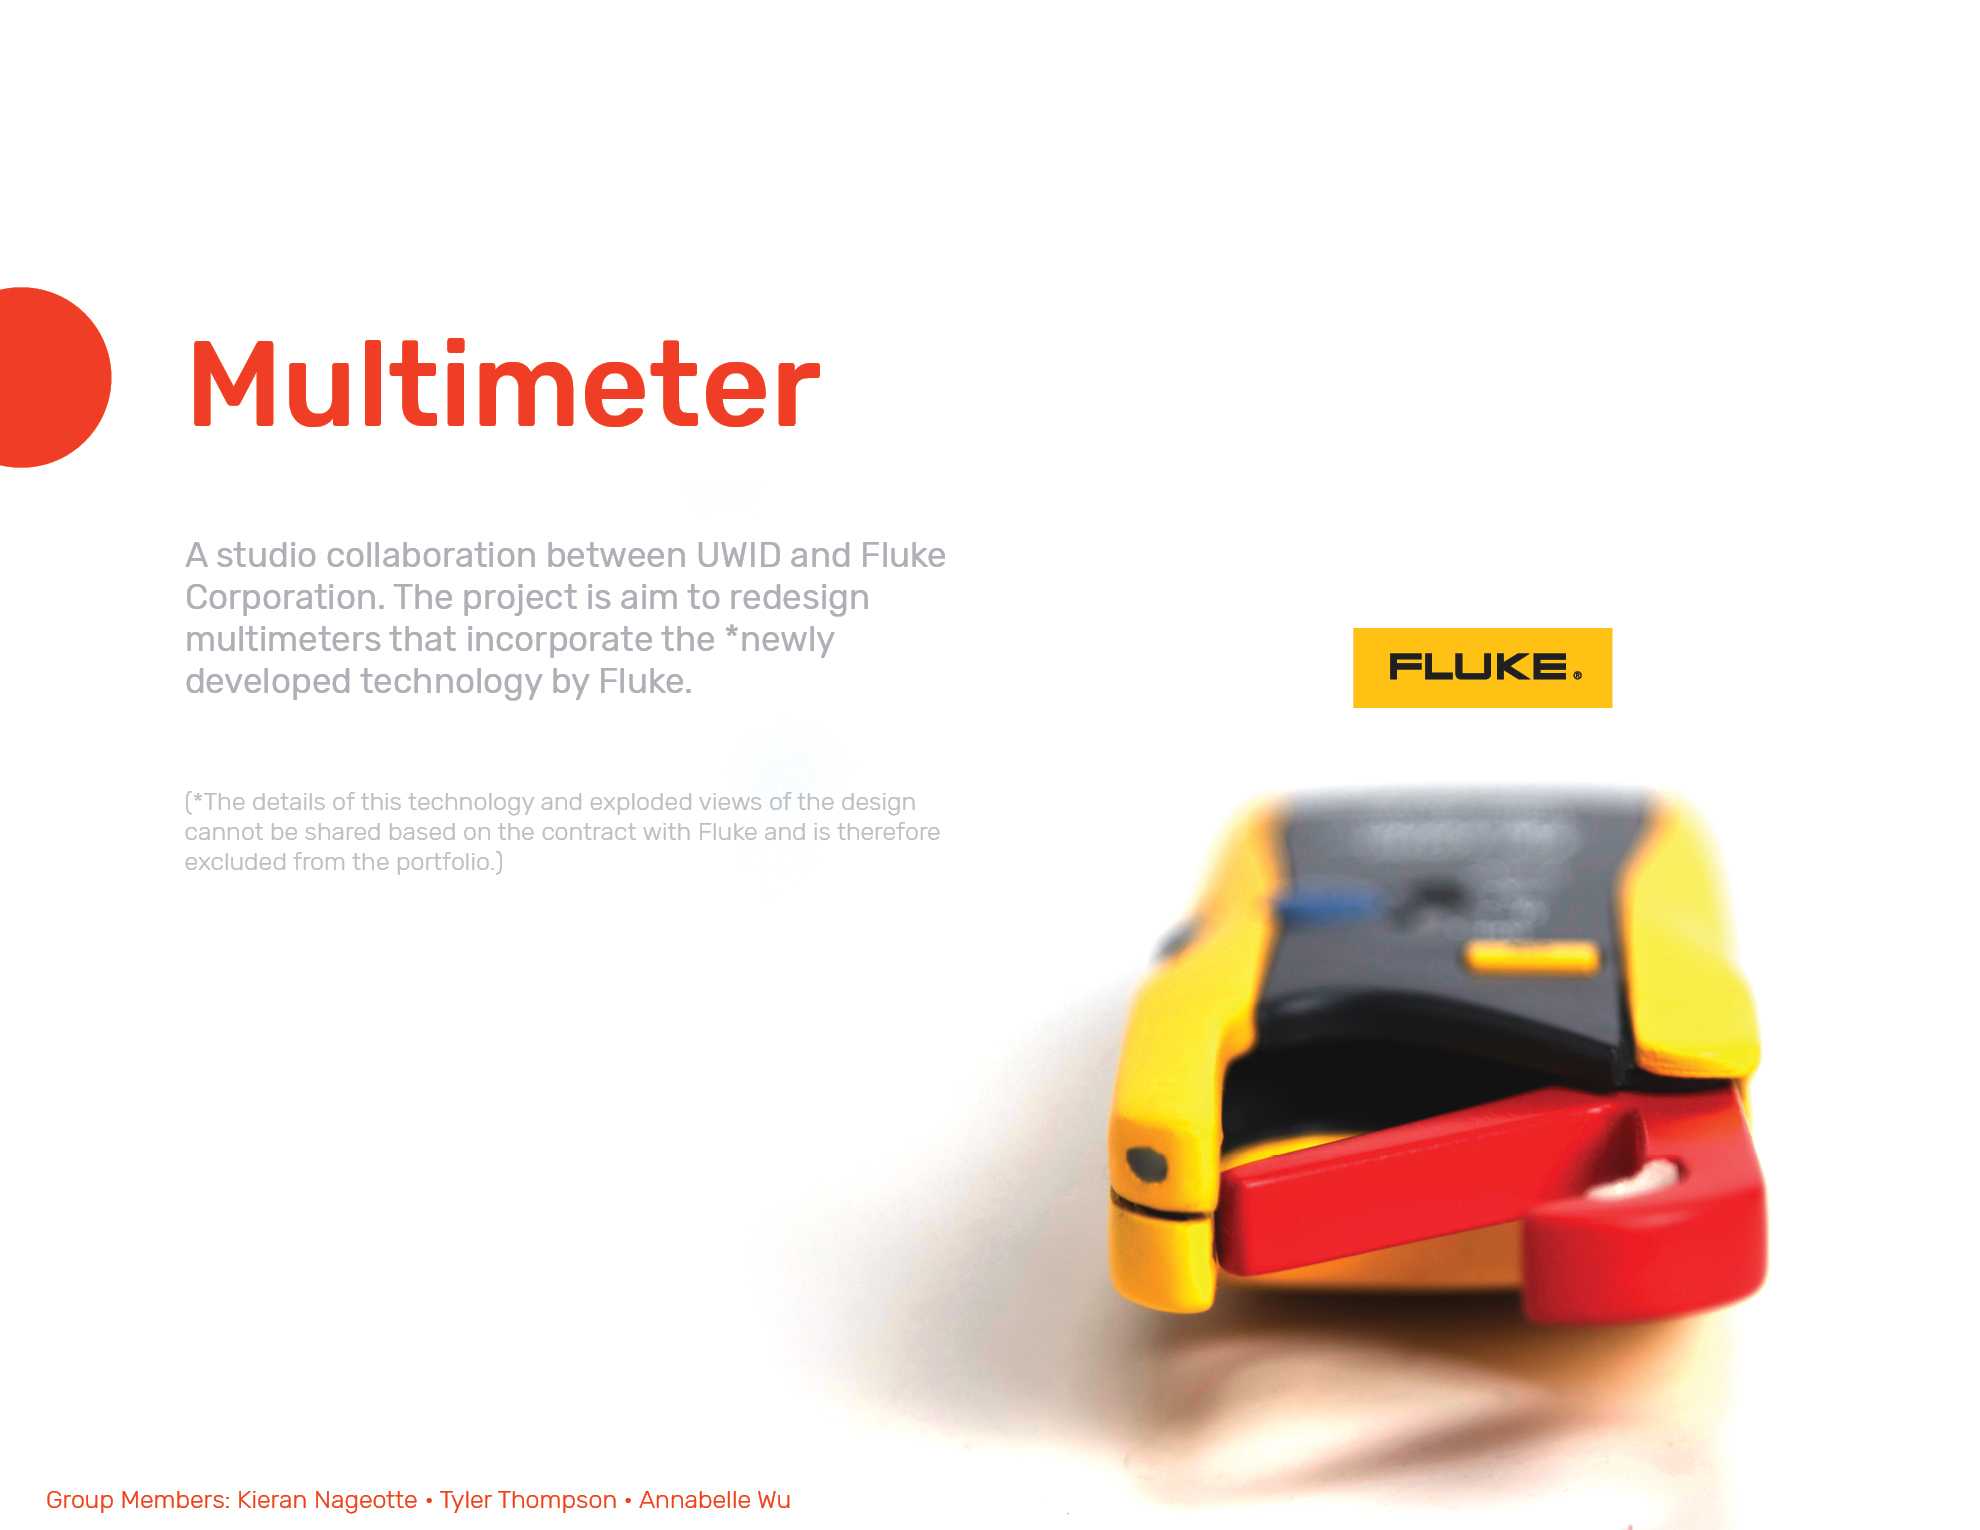 Multimeter
A studio collaboration between UWID and Fluke
Corporation. The project is aim to redesign
multimeters that incorporate the *newly
developed technology by Fluke.
(*The details of this technology and exploded views of the design
cannot be shared based on the contract with Fluke and is therefore
excluded from the portfolio.)
FLUKE®
Group Members: Kieran Nageotte • Tyler Thompson • Annabelle Wu